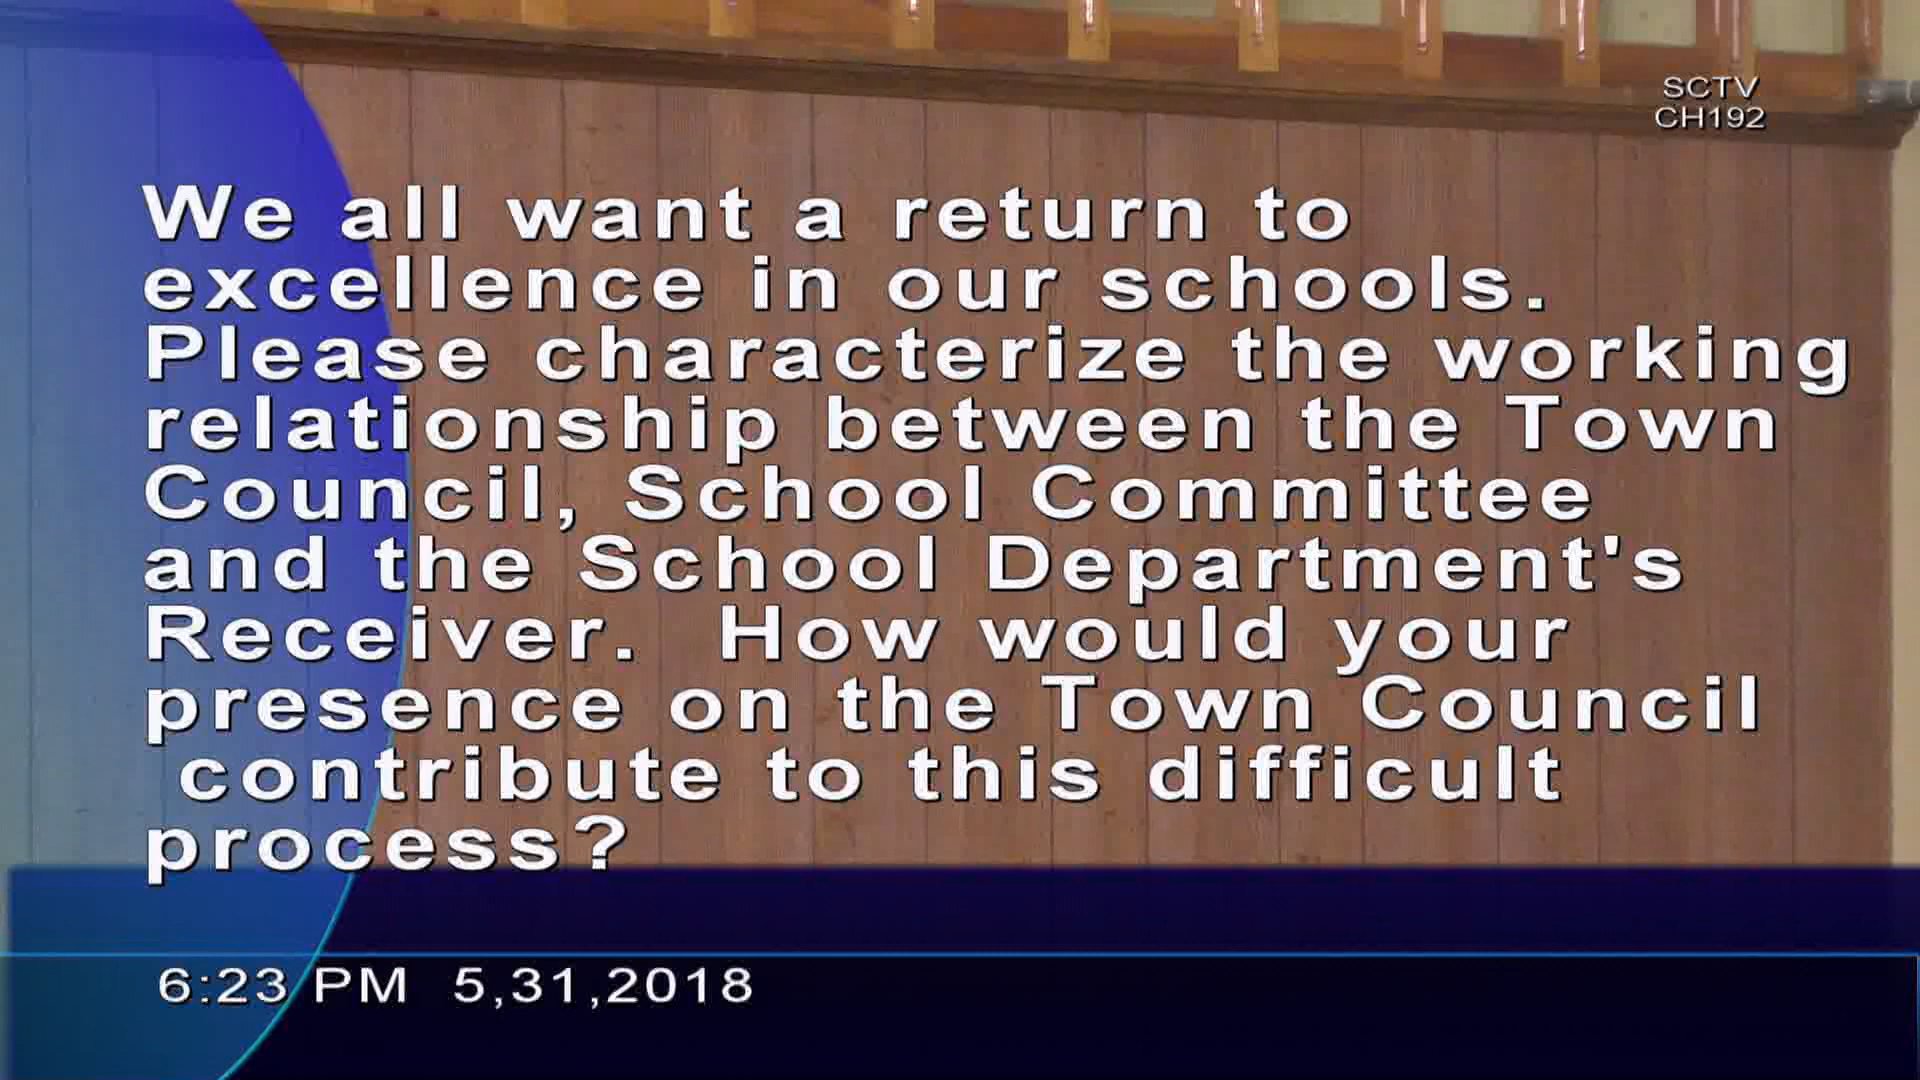 SCTV
CH192
We all want a return to
excellence in our schools.
Please characterize the working
relationship between the Town
Council, School Committee
and the School Department's
Receiver.  How would your
presence on the Town Council
contribute to this difficult
process?
6:23 PM  5,31,2018